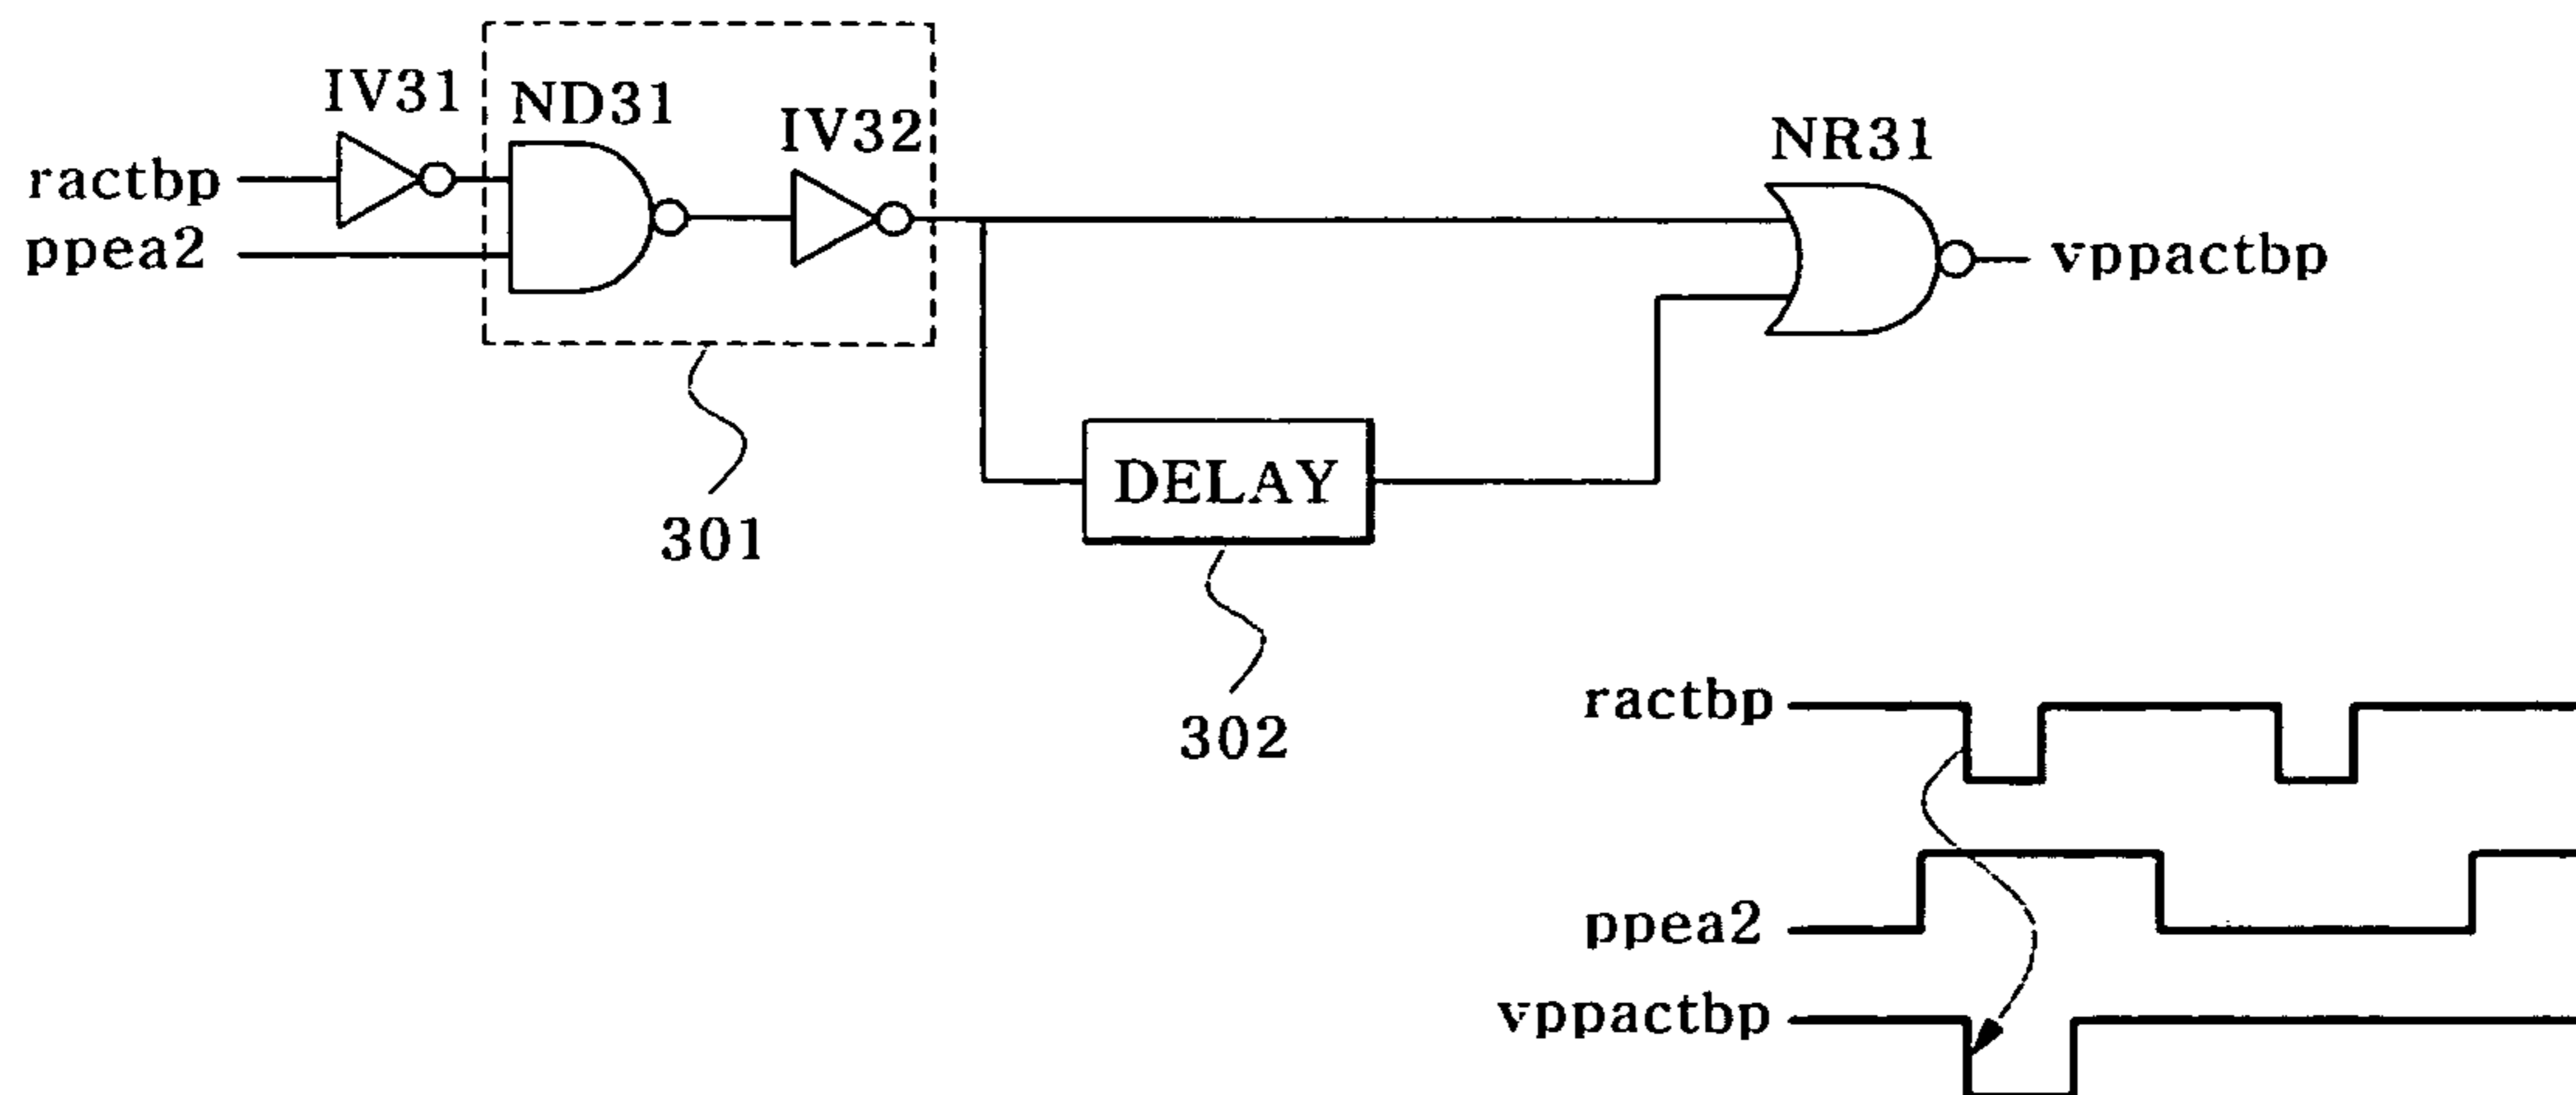 IV31
ND31
IV32
NR31
ractbp
ppea2
vppactbp
DELAY
301
302
ractbp
ppea2
vppactbp